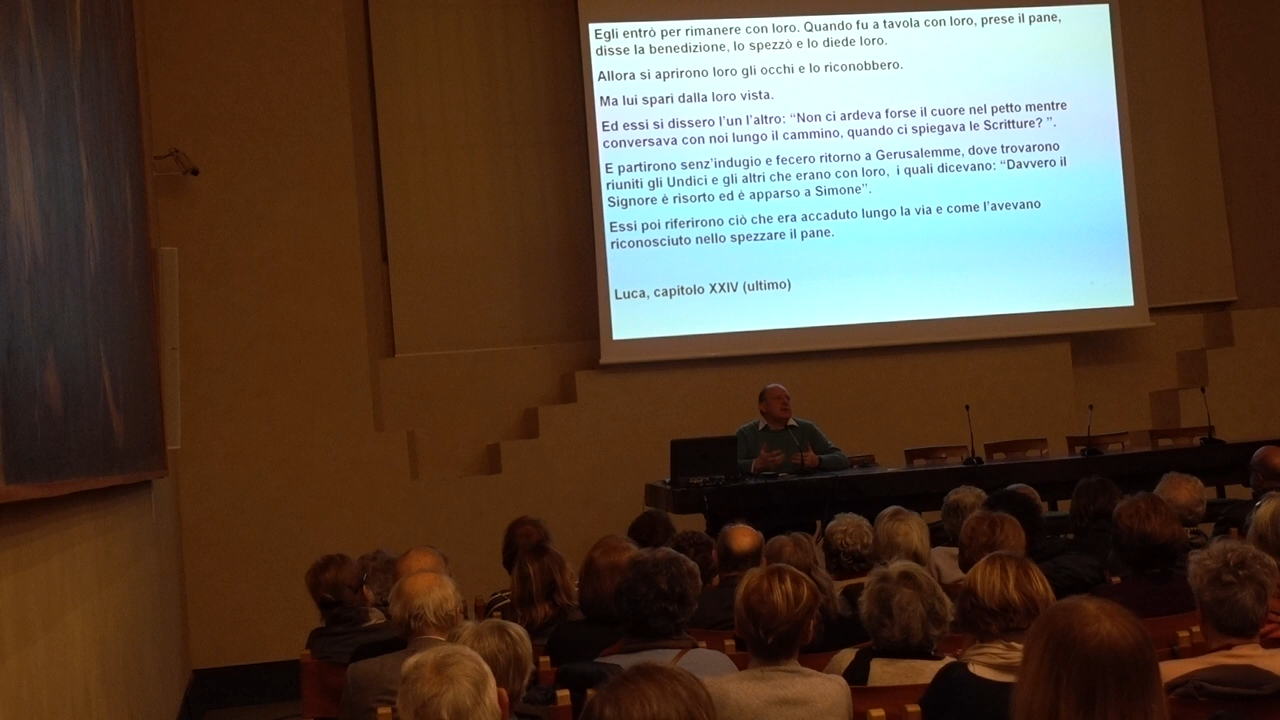 Egli entrò per rimanere con loro. Quando fu a tavola con loro, prese il pane,
disse la benedizione, lo spezzò e lo diede loro.
Allora si aprirono loro gli occhi e lo riconobbero.
Ma lui sparì dalla loro vista.
Ed essi si dissero l'un l'altro: “Non ci ardeva forse il cuore nel petto mentre
conversava con noi lungo il cammino, quando ci spiegava le Scritture? ”.
E partirono senz'indugio e fecero ritorno a Gerusalemme, dove trovarono
riuniti gli Undici e gli altri che erano con loro,  i quali dicevano: “Davvero il
Signore è risorto ed è apparso a Simone”.
Essi poi riferirono ciò che era accaduto lungo la via e come l'avevano
riconosciuto nello spezzare il pane.
Luca, capitolo XXIV (ultimo)